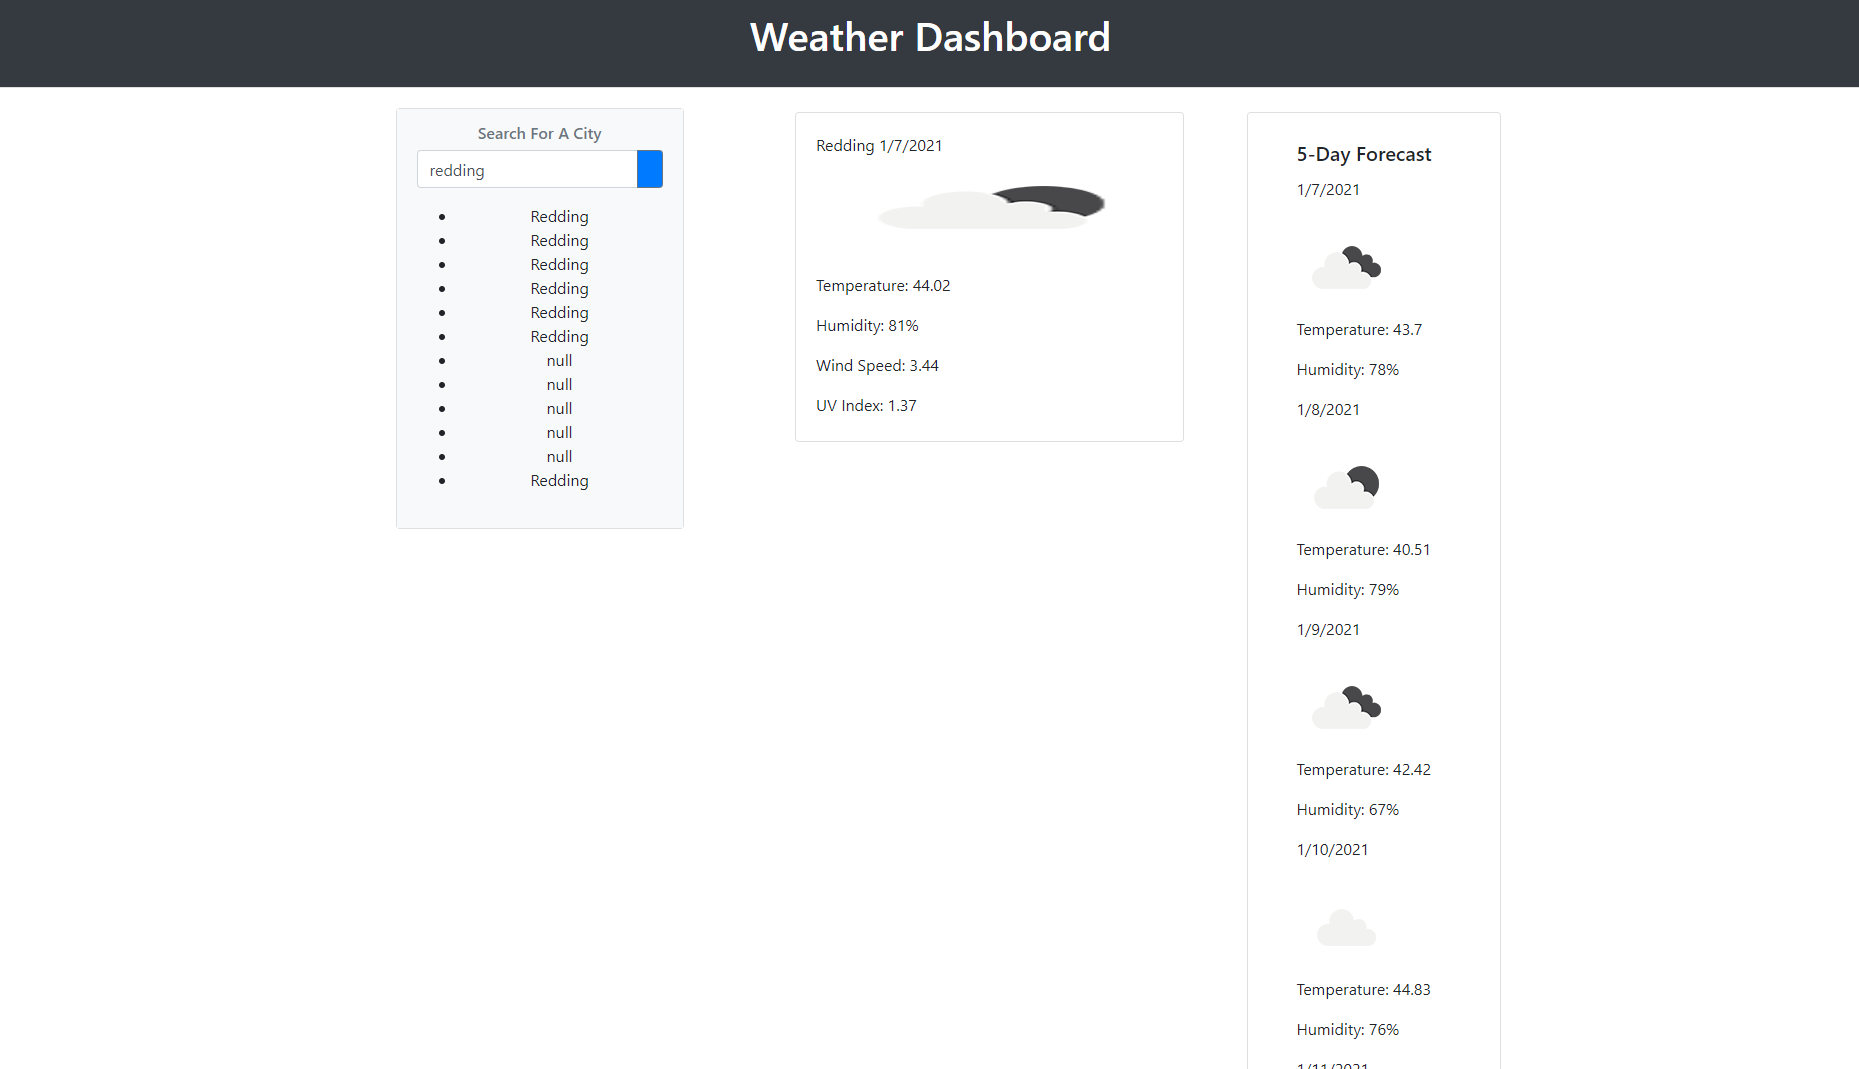 Weather Dashboard
Search For A City
redding
Redding
Redding
Redding
Redding
Redding
Redding
null
null
null
null
null
Redding
Redding 1/7/2021
Temperature: 44.02
Humidity: 81%
Wind Speed: 3.44
UV Index: 1.37
5-Day Forecast
1/7/2021
Temperature: 43.7
Humidity: 78%
1/8/2021
Temperature: 40.51
Humidity: 79%
1/9/2021
Temperature: 42.42
Humidity: 67%
1/10/2021
Temperature: 44.83
Humidity: 76%
1/11/2021